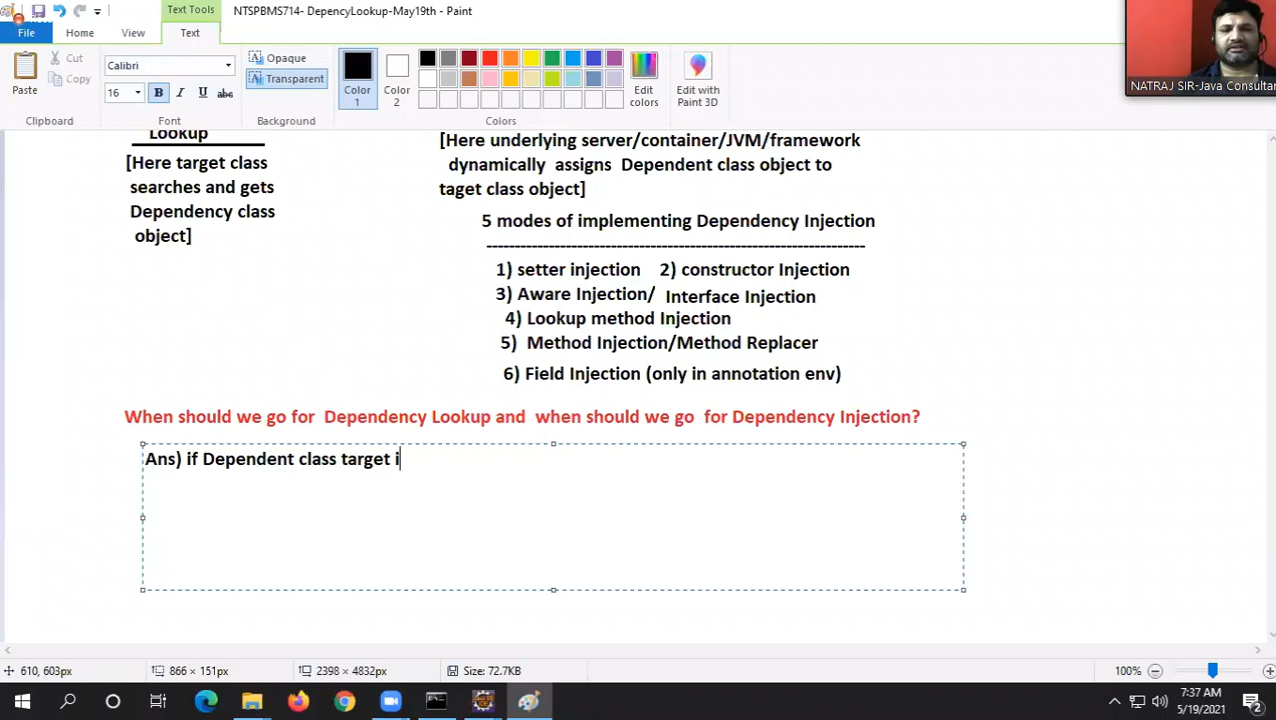 Text Tools
NTSPBMS714- DepencyLookup-May19th - Paint
File
Home
View
Text
Paste
Cut
Copy
Clipboard
Calibri
16
B I U abc
Font
Opaque
Transparent
Background
Color
1
Color
2
Edit
colors
Colors
Edit with
Paint 3D
NATRAJ SIR-Java Consultan
Lookup
[Here target class
searches and gets
Dependency class
object]
[Here underlying server/container/JVM/framework
dynamically assigns Dependent class object to
taget class object]
5 modes of implementing Dependency Injection
----------------------------------------------------------------------
1) setter injection 2) constructor Injection
3) Aware Injection/ Interface Injection
4) Lookup method Injection
5) Method Injection/Method Replacer
6) Field Injection (only in annotation env)
When should we go for Dependency Lookup and when should we go for Dependency Injection?
Ans) if Dependent class target i
610, 603px
866 × 151px
2398 × 4832px
Size: 72.7KB
100%
7:37 AM
5/19/2021
2